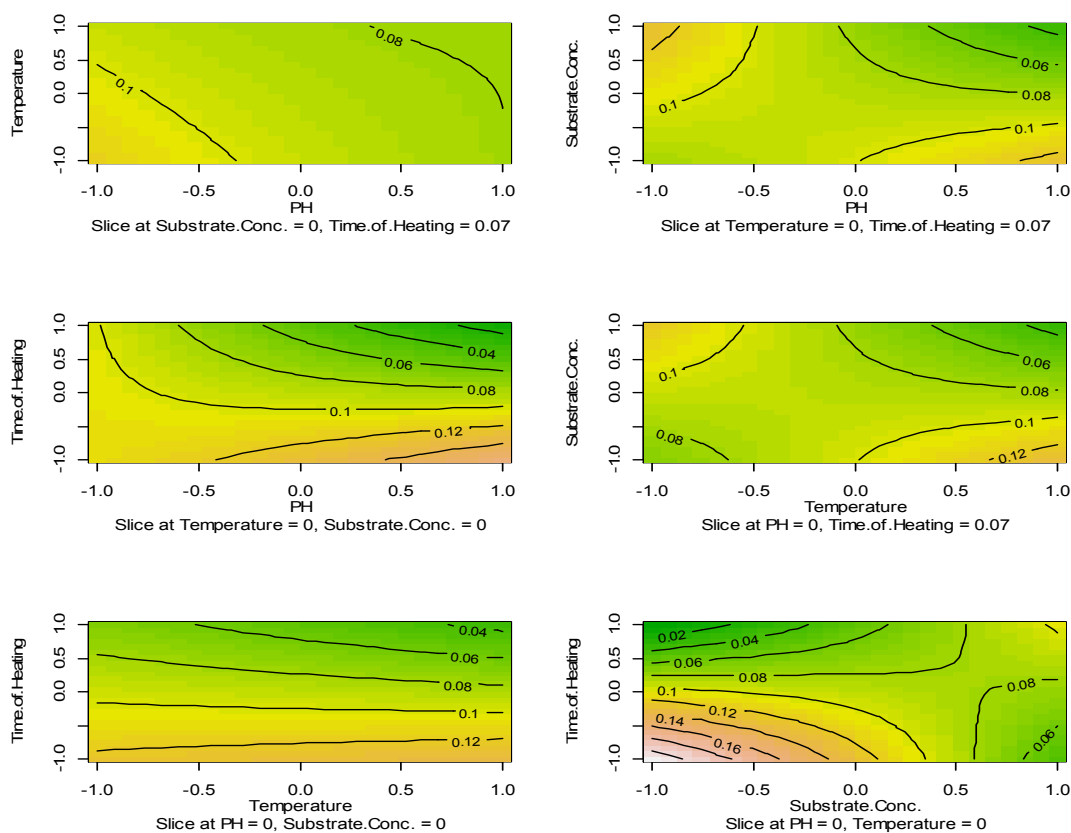 Temperature
1.0
0.5
0.0
-1.0
0.08
0.1
-1.0 -0.5 0.0 0.5 1.0
PH
Slice at Substrate.Conc. = 0, Time.of.Heating = 0.07
Substrate.Conc.
1.0
0.5
0.0
-1.0
0.06
0.1
0.08
0.1
-1.0 -0.5 0.0 0.5 1.0
PH
Slice at Temperature = 0, Time.of.Heating = 0.07
Time.of.Heating
1.0
0.5
0.0
-1.0
0.04
0.06
0.08
0.1
0.12
-1.0 -0.5 0.0 0.5 1.0
PH
Slice at Temperature = 0, Substrate.Conc. = 0
Substrate.Conc.
1.0
0.5
0.0
-1.0
0.06
0.1
0.08
0.1
0.08
0.12
-1.0 -0.5 0.0 0.5 1.0
Temperature
Slice at PH = 0, Time.of.Heating = 0.07
Time.of.Heating
1.0
0.5
0.0
-1.0
0.04
0.06
0.08
0.1
0.12
-1.0 -0.5 0.0 0.5 1.0
Temperature
Slice at PH = 0, Substrate.Conc. = 0
Time.of.Heating
1.0
0.5
0.0
-1.0
0.02
0.04
0.06
0.08
0.08
0.1
0.12
0.14
0.16
0.06
-1.0 -0.5 0.0 0.5 1.0
Substrate.Conc.
Slice at PH = 0, Temperature = 0